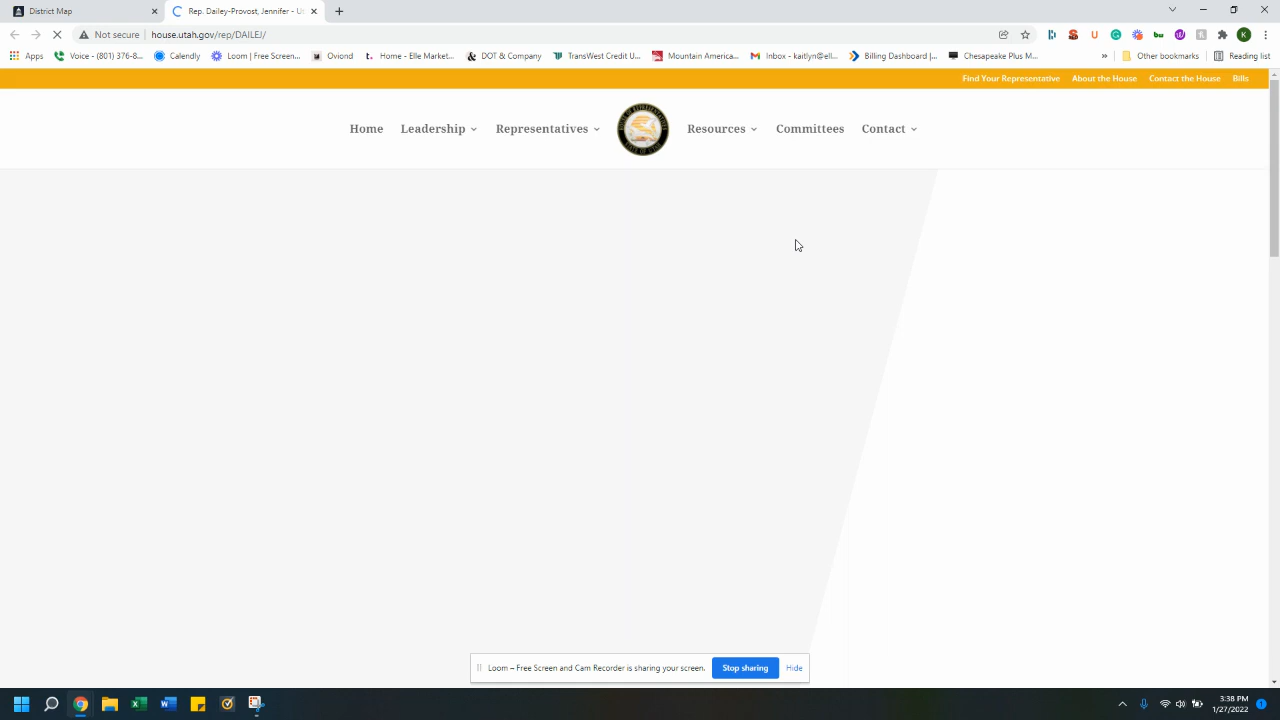 District Map
Rep. Dailey-Provost, Jennifer - Ut
Not secure
house.utah.gov/rep/DAILEJ/
Apps
Voice - (801) 376-8...
Calendly
Loom | Free Screen...
Oviond
Home - Elle Market...
DOT & Company
TransWest Credit U...
Mountain America...
Inbox - kaitlyn@ell...
Billing Dashboard |...
Chesapeake Plus M...
»
Other bookmarks
Reading list
Find Your Representative
About the House
Contact the House
Bills
Home
Leadership
Representatives
Resources
Committees
Contact
Loom – Free Screen and Cam Recorder is sharing your screen.
Stop sharing
Hide
3:38 PM
1/27/2022